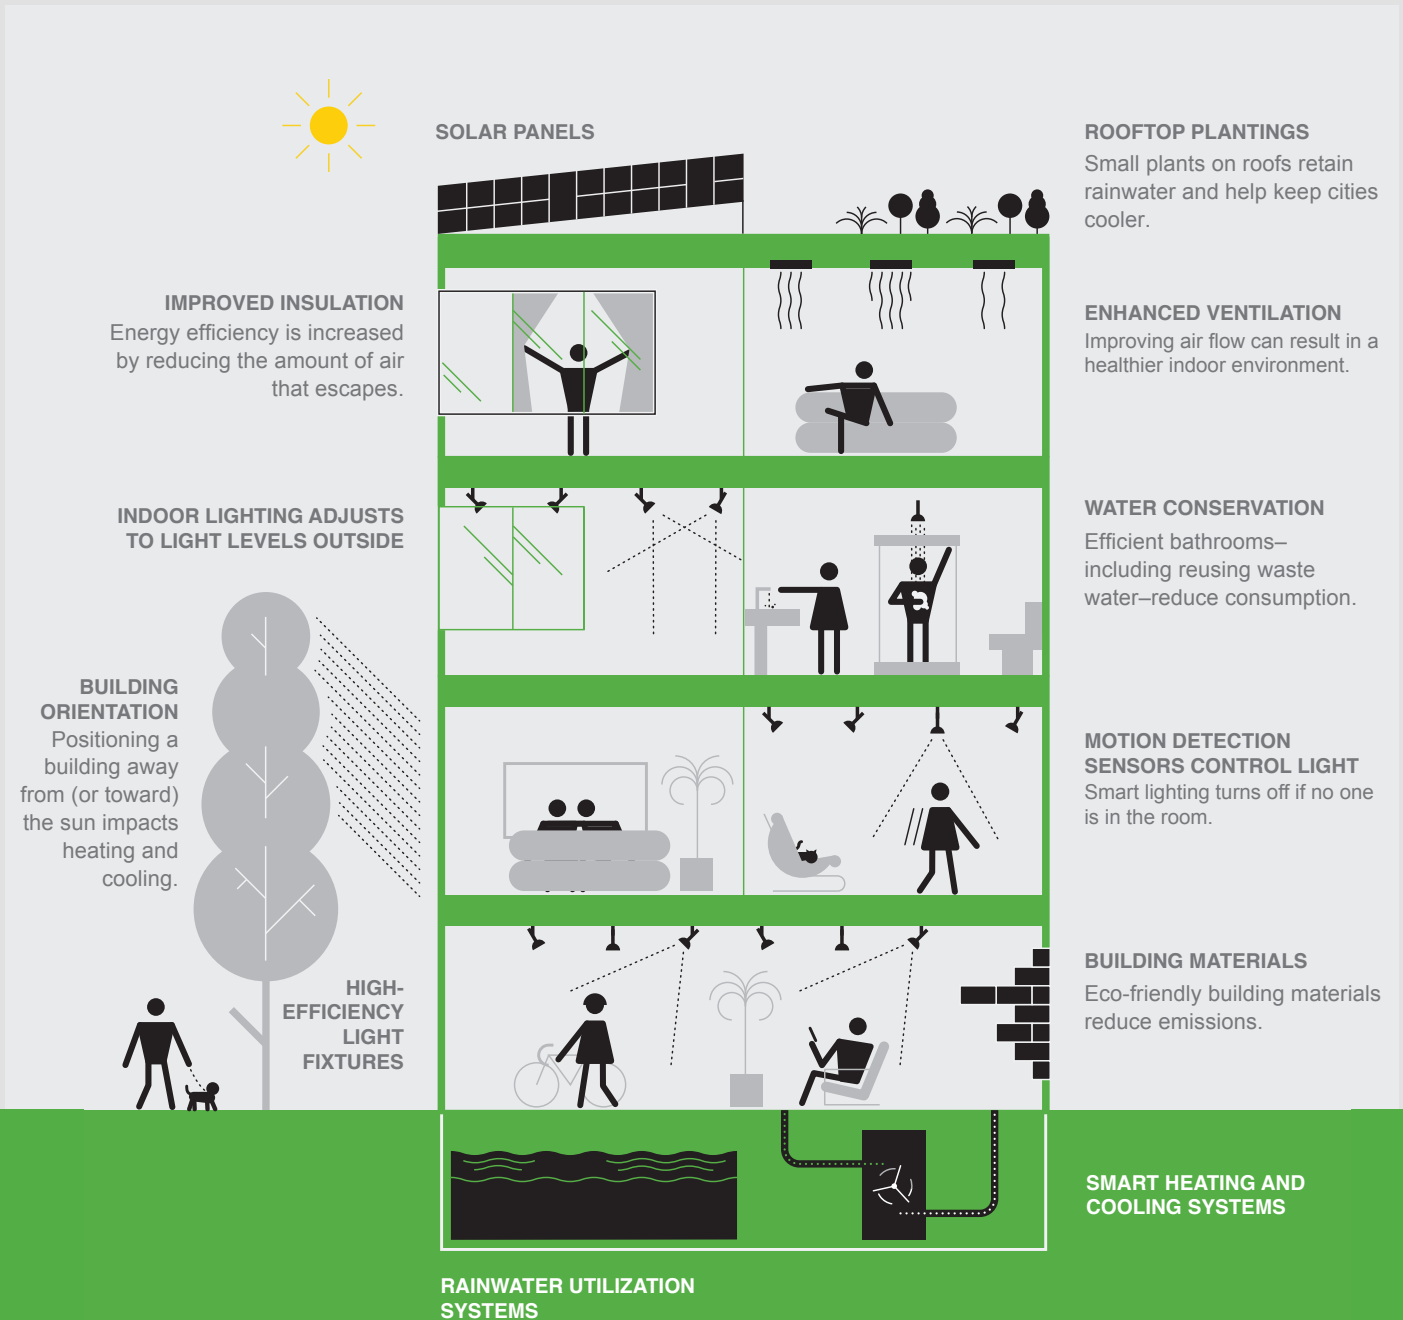 SOLAR PANELS
ROOFTOP PLANTINGS
Small plants on roofs retain
rainwater and help keep cities
cooler.
IMPROVED INSULATION
Energy efficiency is increased
by reducing the amount of air
that escapes.
ENHANCED VENTILATION
Improving air flow can result in a
healthier indoor environment.
INDOOR LIGHTING ADJUSTS
TO LIGHT LEVELS OUTSIDE
WATER CONSERVATION
Efficient bathrooms–
including reusing waste
water–reduce consumption.
BUILDING
ORIENTATION
Positioning a
building away
from (or toward)
the sun impacts
heating and
cooling.
MOTION DETECTION
SENSORS CONTROL LIGHT
Smart lighting turns off if no one
is in the room.
HIGH-
EFFICIENCY
LIGHT
FIXTURES
BUILDING MATERIALS
Eco-friendly building materials
reduce emissions.
SMART HEATING AND
COOLING SYSTEMS
RAINWATER UTILIZATION
SYSTEMS